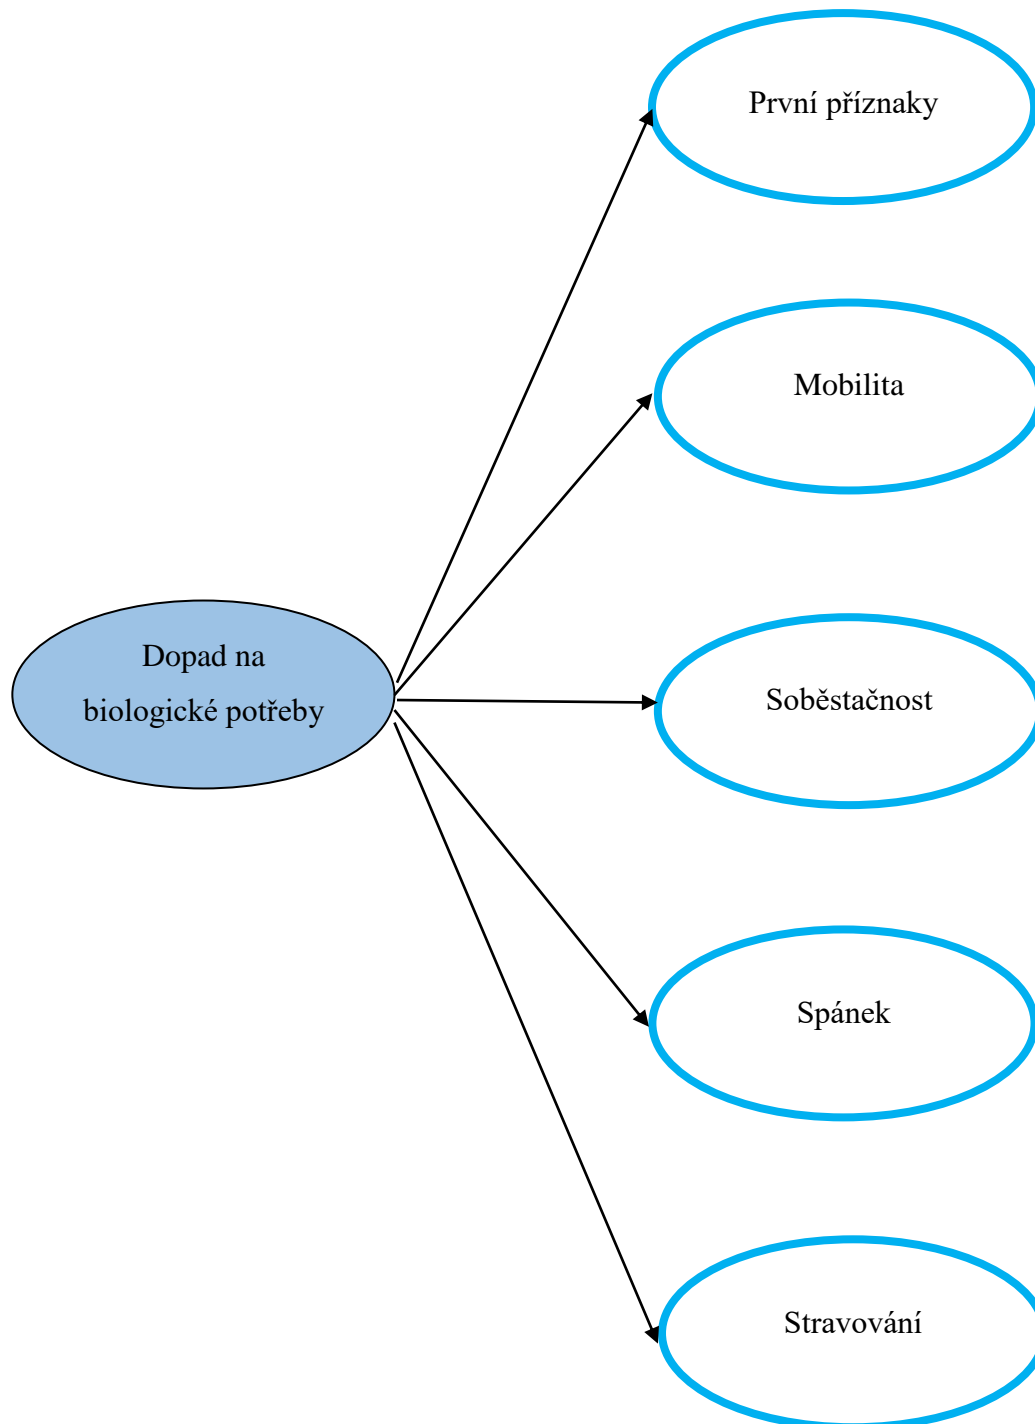 První příznaky
Mobilita
Dopad na
biologické potřeby
Soběstačnost
Spánek
Stravování